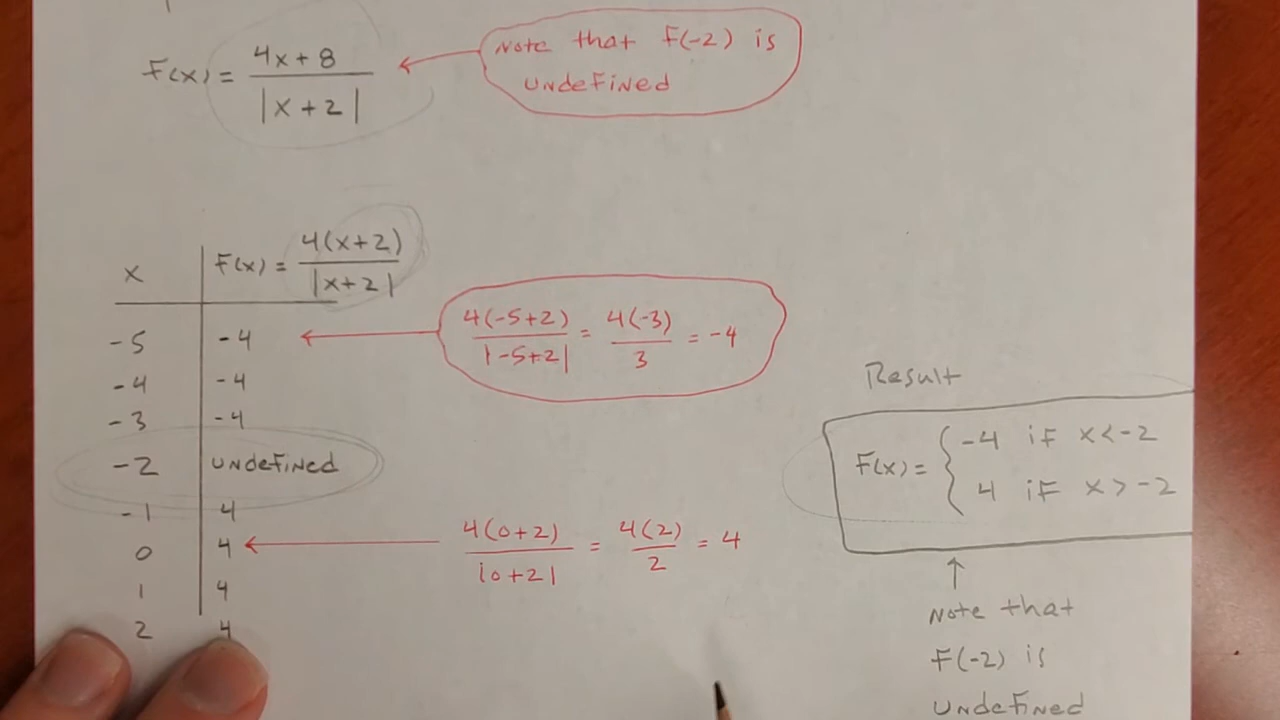 F(x) = 4x+8 / |x+2|
Note that F(-2) is
undefined
x F(x) = 4(x+2) / |x+2|
-5 -4
-4 -4
-3 -4
-2 undefined
-1 4
0 4
1 4
2 4
4(-5+2) / |-5+2| = 4(-3) / 3 = -4
4(0+2) / |0+2| = 4(2) / 2 = 4
Result
F(x) = { -4 if x<-2
4 if x>-2
Note that
F(-2) is
undefined